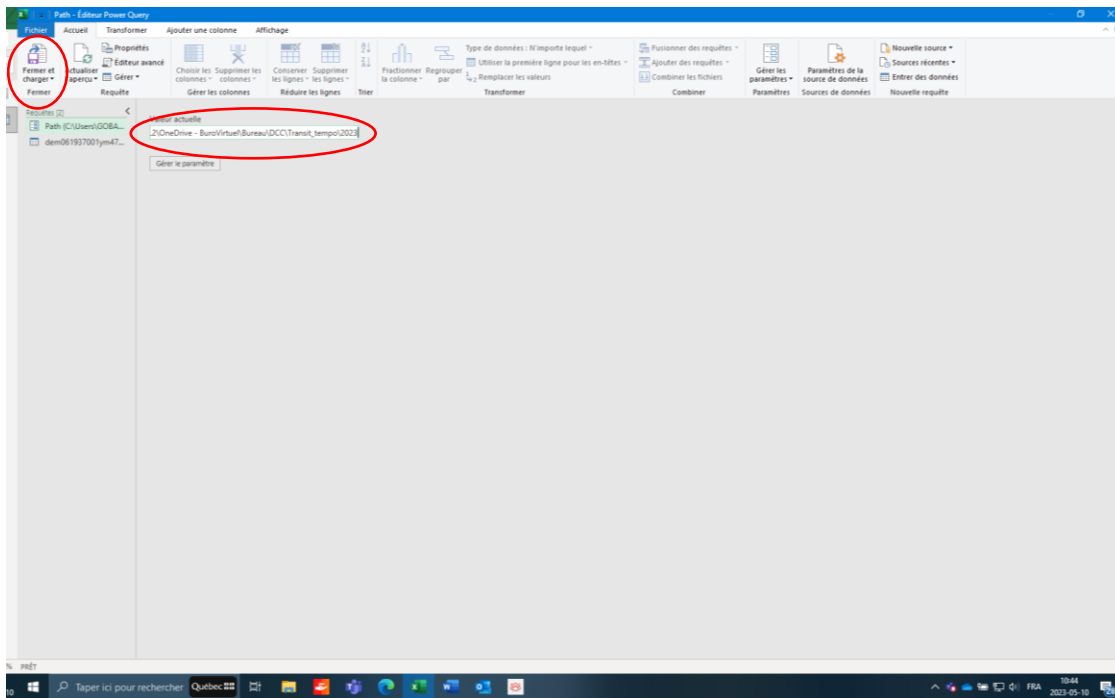 Path - Éditeur Power Query
Fichier Accueil Transformer Ajouter une colonne Affichage
Fermer et charger
Fermer
Actualiser l'aperçu
Propriétés
Éditeur avancé
Gérer
Requête
Choisir les colonnes
Supprimer les colonnes
Gérer les colonnes
Conserver les lignes
Supprimer les lignes
Réduire les lignes
Trier
Fractionner la colonne
Regrouper par
Type de données : N'importe lequel
Utiliser la première ligne pour les en-têtes
Remplacer les valeurs
Transformer
Fusionner des requêtes
Ajouter des requêtes
Combiner les fichiers
Combiner
Gérer les paramètres
Paramètres
Paramètres de la source de données
Sources de données
Nouvelle source
Sources récentes
Entrer des données
Nouvelle requête
Requêtes [2]
Path (C:\Users\GOBA...
dem061937001ym47...
Valeur actuelle
.2\OneDrive - BuroVirtuel\Bureau\DCC\Transit_tempo\2023
Gérer le paramètre
% PRÊT
Taper ici pour rechercher
Québec
FRA
10:44
2023-05-10